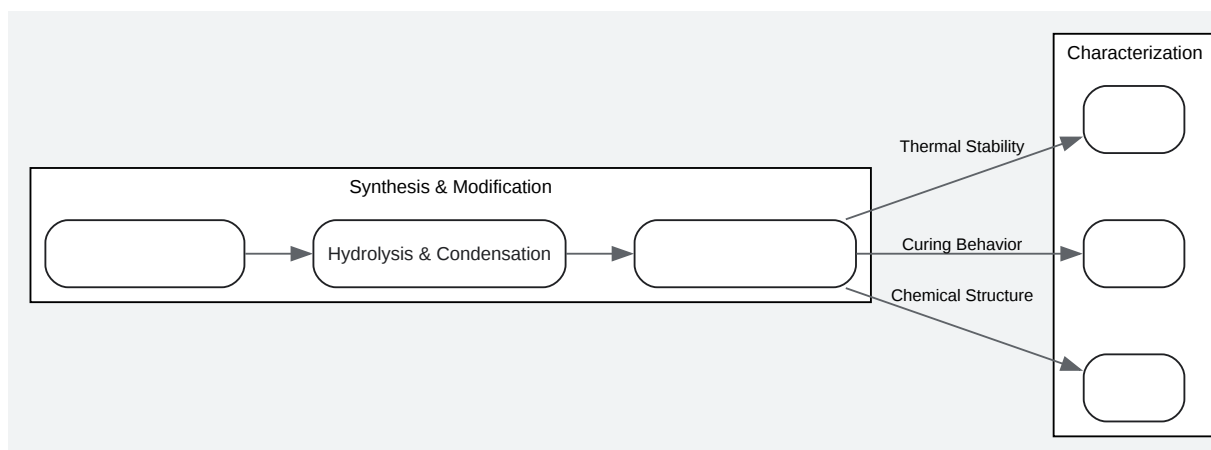 Characterization
Thermal Stability
Synthesis & Modification
Hydrolysis & Condensation
Curing Behavior
Chemical Structure